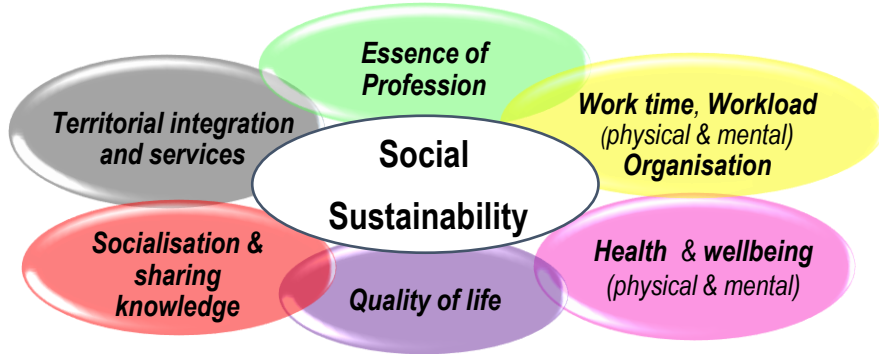 Essence of
Profession
Territorial integration
and services
Work time, Workload
(physical & mental)
Organisation
Social
Sustainability
Socialisation &
sharing
knowledge
Quality of life
Health & wellbeing
(physical & mental)